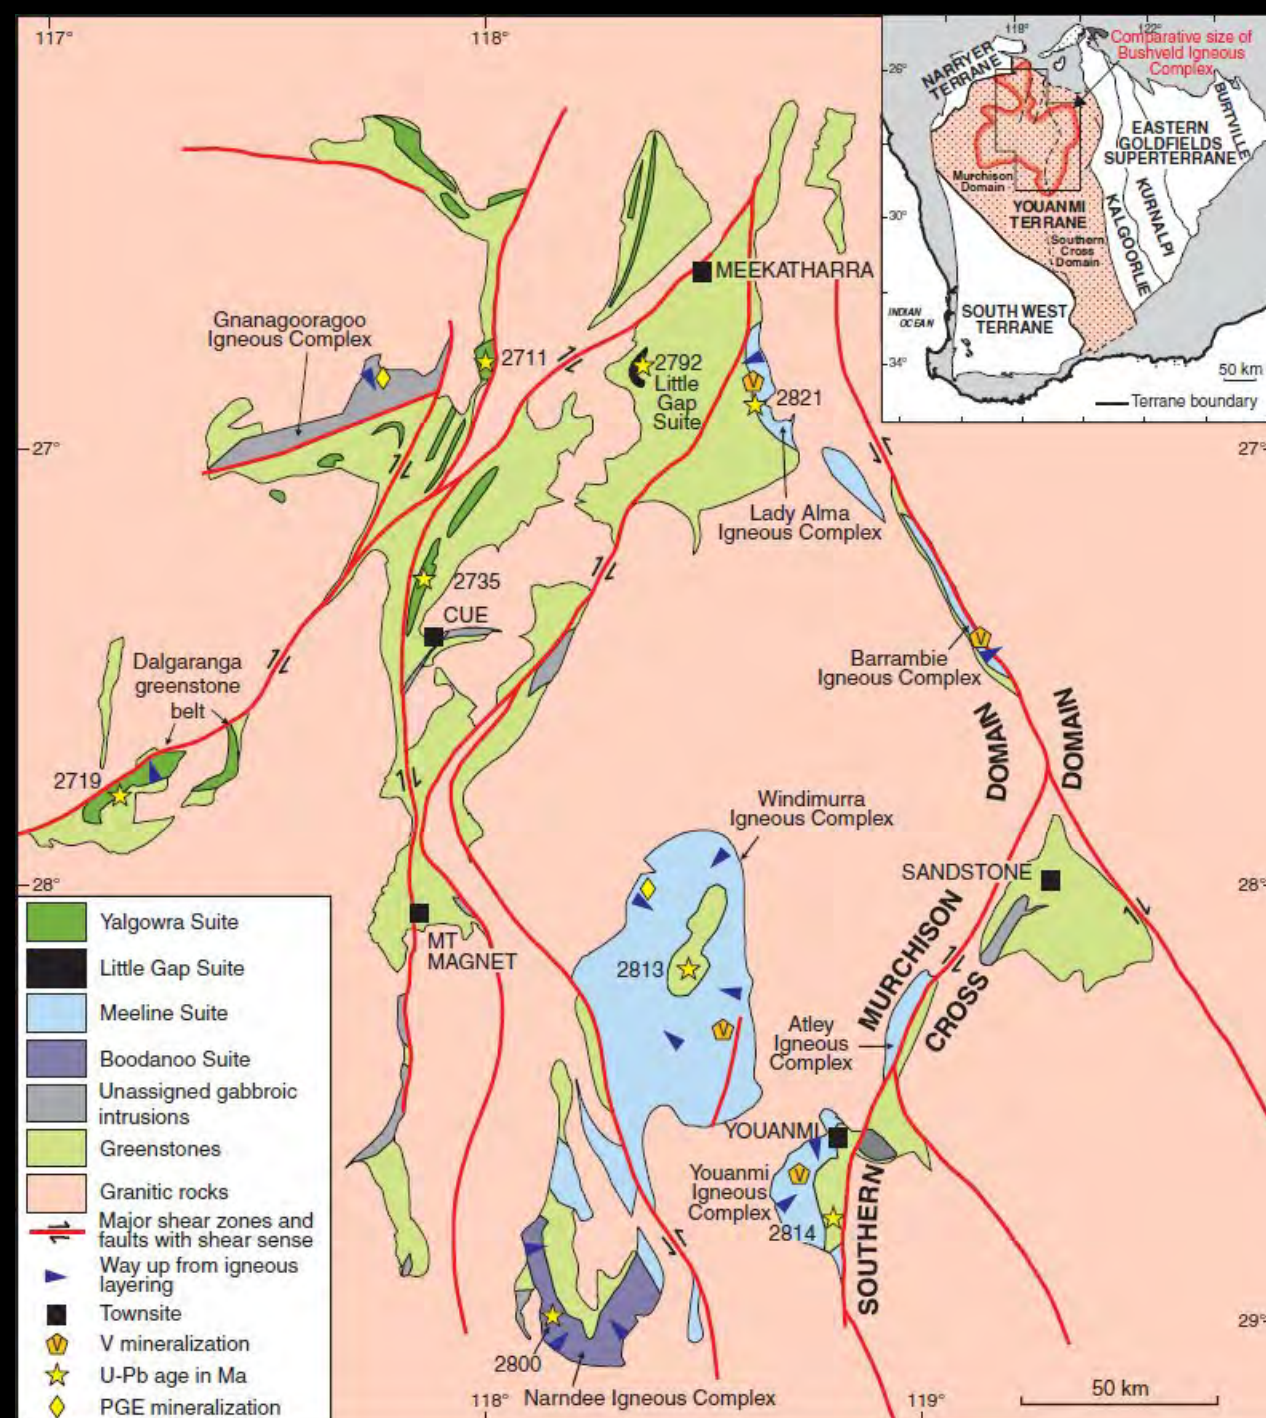 117°
118°
118°
122°
Comparative size of
Bushveld Igneous
Complex
26°
NARRYER
TERRANE
BURTVILLE
EASTERN
GOLDFIELDS
SUPERTERRANE
Murchison
Domain
YOUANMI
TERRANE
KURNALPI
KALGOORLIE
30°
Southern
Cross
Domain
INDIAN
OCEAN
SOUTH WEST
TERRANE
34°
50 km
Terrane boundary
MEEKATHARRA
Gnanagooragoo
Igneous Complex
2711
2792
Little
Gap
Suite
V
2821
27°
27°
Lady Alma
Igneous Complex
2735
CUE
V
Barrambie
Igneous Complex
Dalgaranga
greenstone
belt
DOMAIN
DOMAIN
2719
Windimurra
Igneous Complex
SANDSTONE
28°
28°
MT
MAGNET
MURCHISON
CROSS
2813
V
Atley
Igneous
Complex
YOUANMI
Youanmi
Igneous
Complex
V
2814
SOUTHERN
2800
Narndee Igneous Complex
29°
118°
119°
50 km
Yalgowra Suite
Little Gap Suite
Meeline Suite
Boodanoo Suite
Unassigned gabbroic
intrusions
Greenstones
Granitic rocks
Major shear zones and
faults with shear sense
Way up from igneous
layering
Townsite
V V mineralization
U-Pb age in Ma
PGE mineralization